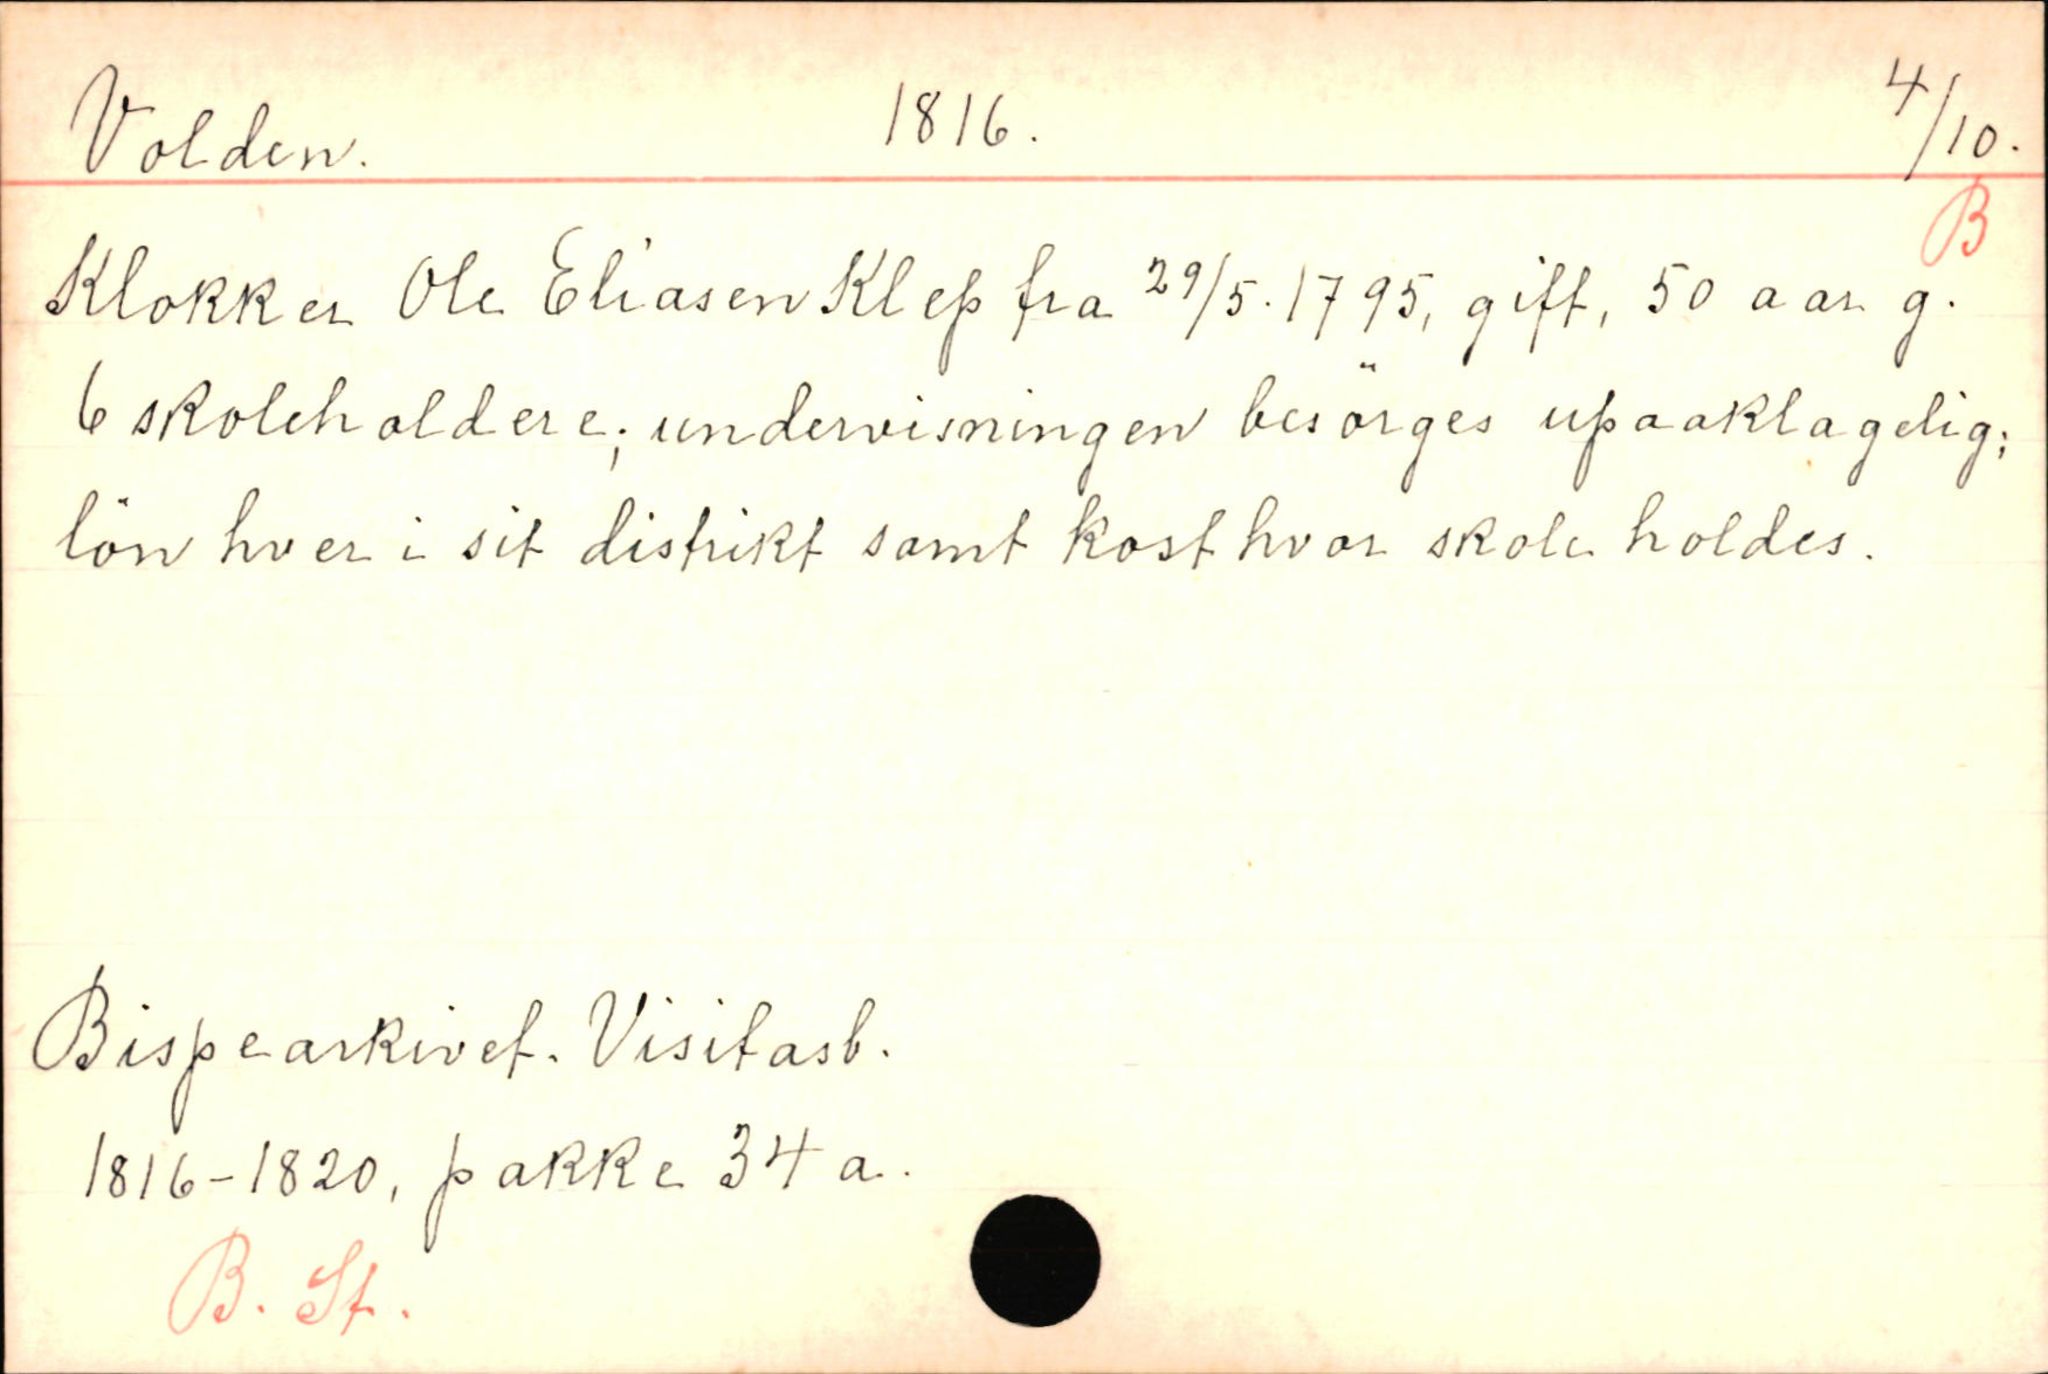 Volden. 1816. 4/10.
B
Klokker Ole Eliasen Klep fra 29/5.1795, gift, 50 aar g.
6 skoleholdere; undervisningen besörges upaaklagelig;
lön hver i sit distrikt samt kost hvor skole holdes.
Bispearkivet. Visitasb.
1816-1820, pakke 34 a.
B. St.